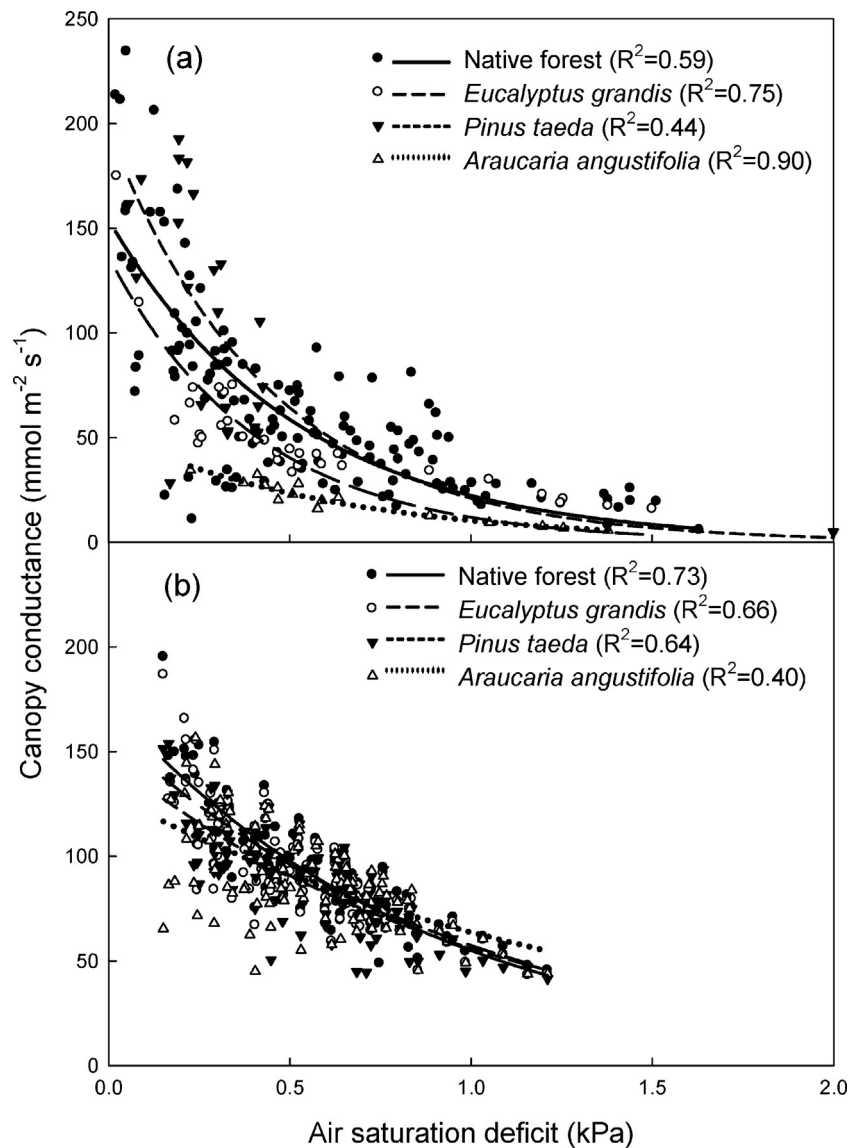 250
(a)
Native forest (R²=0.59)
200
Eucalyptus grandis (R²=0.75)
Pinus taeda (R²=0.44)
Araucaria angustifolia (R²=0.90)
150
100
50
0
Canopy conductance (mmol m⁻² s⁻¹)
(b)
Native forest (R²=0.73)
200
Eucalyptus grandis (R²=0.66)
Pinus taeda (R²=0.64)
Araucaria angustifolia (R²=0.40)
150
100
50
0
0.0 0.5 1.0 1.5 2.0
Air saturation deficit (kPa)